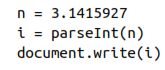 n = 3.1415927
i = parseInt(n)
document.write(i)